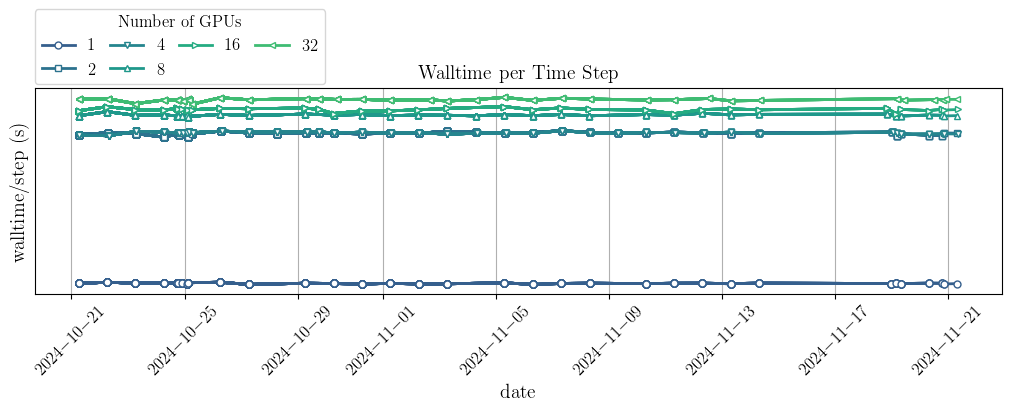 Number of GPUs
1 4 16 32
2 8
Walltime per Time Step
walltime/step (s)
2024−10−21 2024−10−25 2024−10−29 2024−11−01 2024−11−05 2024−11−09 2024−11−13 2024−11−17 2024−11−21
date